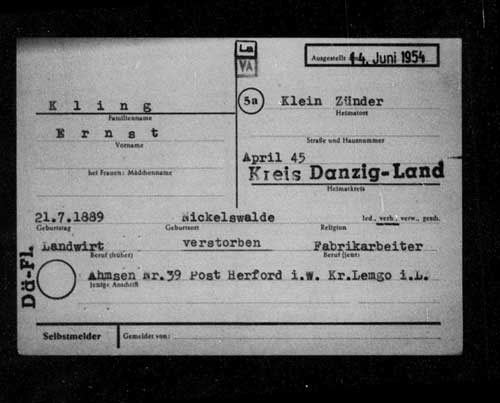 La
VA
Ausgestellt
14. Juni 1954
Kling
Familienname
Ernst
Vorname
bei Frauen: Mädchenname
5a
Klein Zünder
Heimatort
Straße und Hausnummer
April 45
Kreis Danzig-Land
Heimatkreis
21.7.1889 Nickelswalde led., verh., verw., gesch.
Geburtstag Geburtsort Religion
Landwirt verstorben Fabrikarbeiter
Beruf (früher) Beruf (jetzt)
Dä-Fl.
Ahmsen Nr.39 Post Herford i.W. Kr.Lemgo i.L.
Jetzige Anschrift
Selbstmelder Gemeldet von: